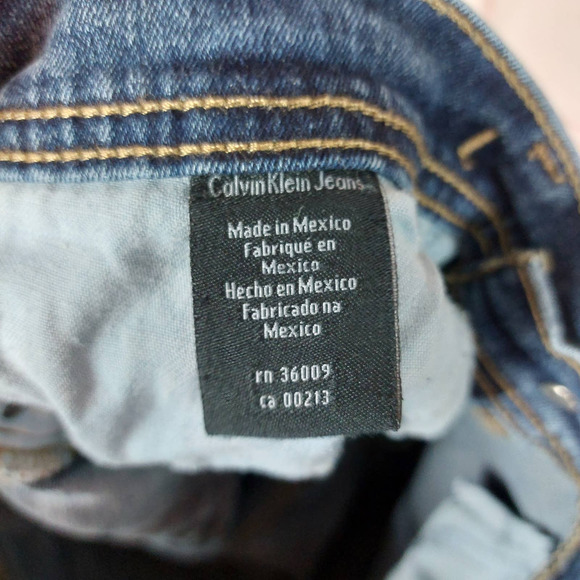 Calvin Klein Jeans
Made in Mexico
Fabriqué en
Mexico
Hecho en Mexico
Fabricado na
Mexico
rn 36009
ca 00213